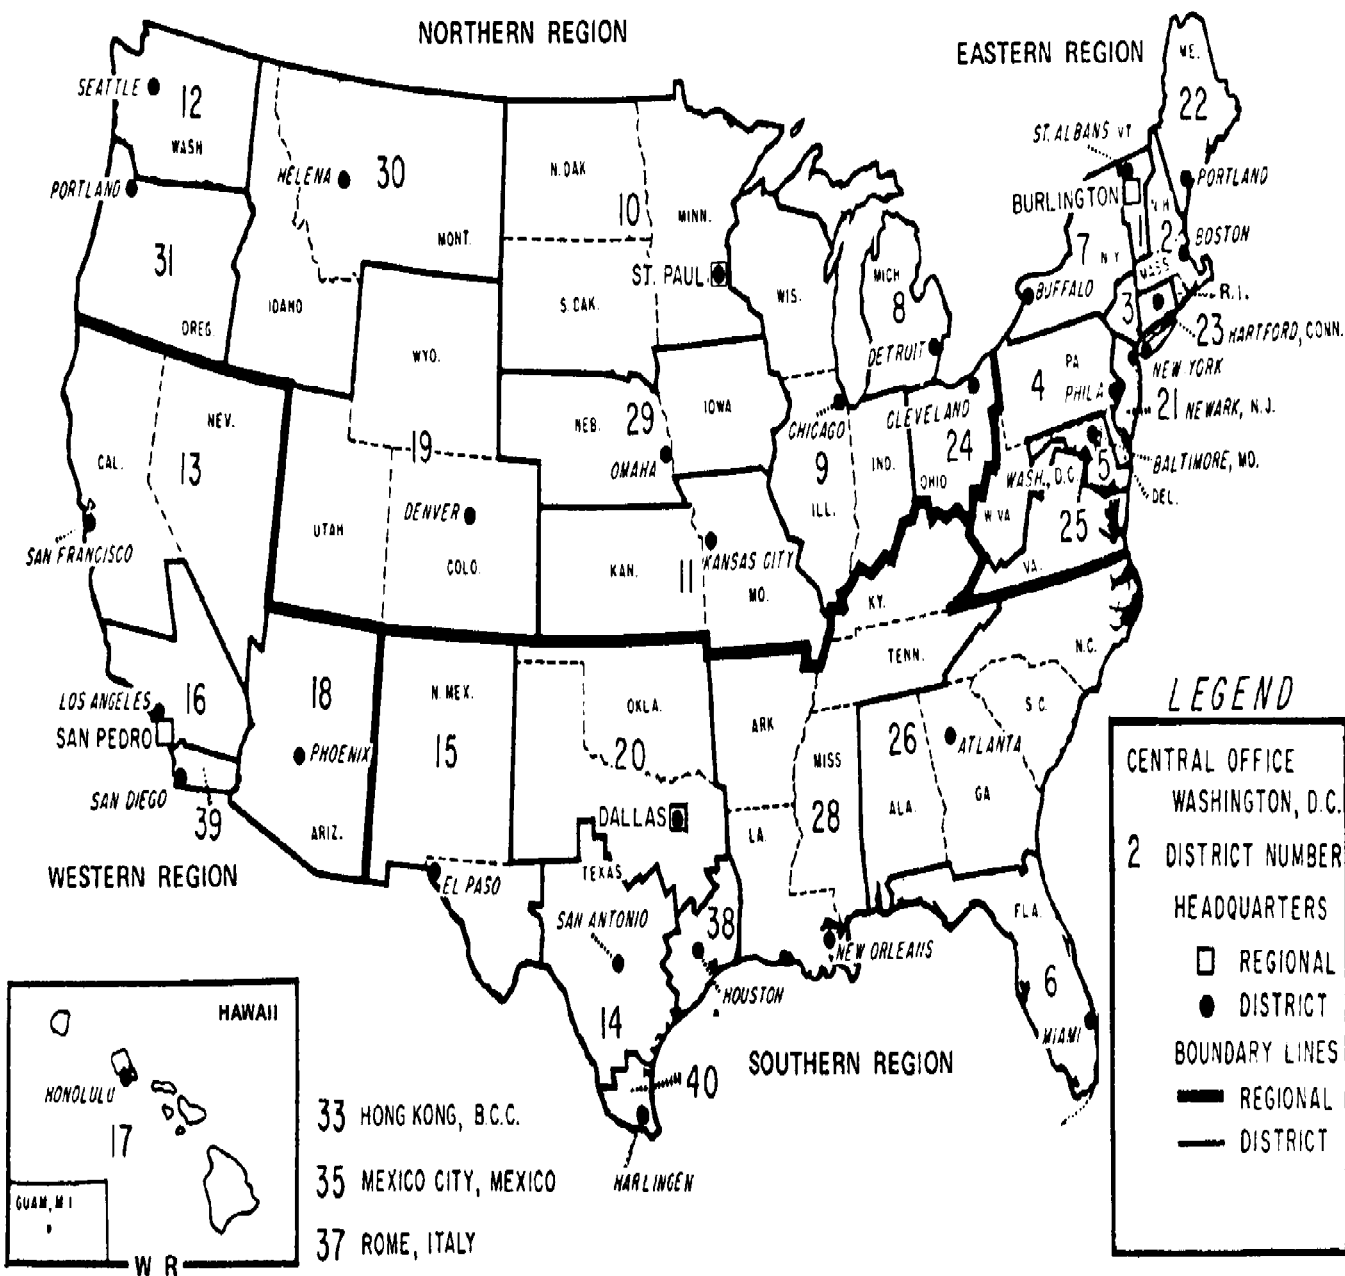 NORTHERN REGION
EASTERN REGION
SEATTLE
12
WASH
PORTLAND
31
OREG.
HELENA
30
MONT.
IDAHO
N. DAK
10
MINN.
S. DAK.
ST. PAUL
WIS.
MICH
8
DETROIT
ME.
22
ST. ALBANS VT
BURLINGTON
PORTLAND
N.H.
1
2
BOSTON
MASS
7
N Y
BUFFALO
3
R.I.
23 HARTFORD, CONN.
NEW YORK
PA
4
PHILA
21 NEWARK, N.J.
BALTIMORE, MD.
DEL.
5
WASH., D.C.
25
W VA
VA.
WYO.
19
NEV.
13
CAL.
SAN FRANCISCO
UTAH
DENVER
COLO.
NEB.
29
OMAHA
IOWA
CHICAGO
9
ILL.
IND.
CLEVELAND
24
OHIO
KAN.
11
KANSAS CITY
MO.
KY.
TENN.
N.C.
S C.
LOS ANGELES
16
SAN PEDRO
SAN DIEGO
39
18
PHOENIX
ARIZ.
N. MEX.
15
OKLA.
20
ARK
MISS
28
LA.
26
ALA.
ATLANTA
GA
DALLAS
TEXAS
EL PASO
SAN ANTONIO
38
HOUSTON
14
40
HARLINGEN
NEW ORLEANS
FLA.
6
MIAMI
WESTERN REGION
SOUTHERN REGION
HAWAII
HONOLULU
17
GUAM, M I
W R
33 HONG KONG, B.C.C.
35 MEXICO CITY, MEXICO
37 ROME, ITALY
LEGEND
CENTRAL OFFICE
WASHINGTON, D.C.
2 DISTRICT NUMBER
HEADQUARTERS
REGIONAL
DISTRICT
BOUNDARY LINES
REGIONAL
DISTRICT